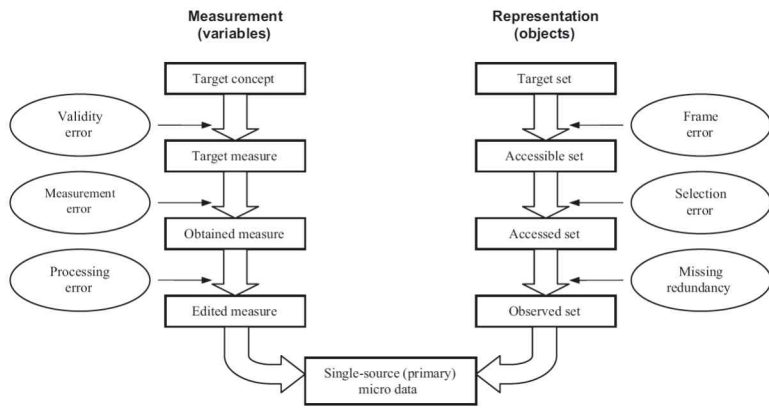 Measurement
(variables)
Representation
(objects)
Target concept
Target set
Validity
error
Frame
error
Target measure
Accessible set
Measurement
error
Selection
error
Obtained measure
Accessed set
Processing
error
Missing
redundancy
Edited measure
Observed set
Single-source (primary)
micro data